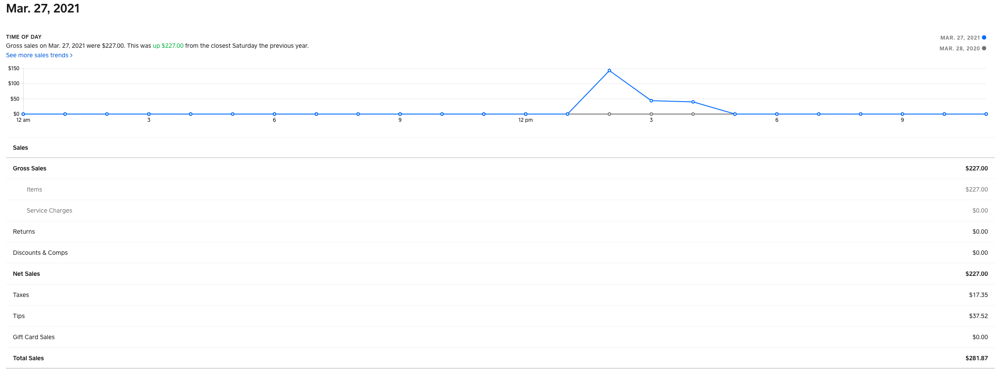 Mar. 27, 2021
TIME OF DAY
Gross sales on Mar. 27, 2021 were $227.00. This was up $227.00 from the closest Saturday the previous year.
See more sales trends >
MAR. 27, 2021
MAR. 28, 2020
$150
$100
$50
$0
12 am 3 6 9 12 pm 3 6 9
Sales
Gross Sales $227.00
Items $227.00
Service Charges $0.00
Returns $0.00
Discounts & Comps $0.00
Net Sales $227.00
Taxes $17.35
Tips $37.52
Gift Card Sales $0.00
Total Sales $281.87